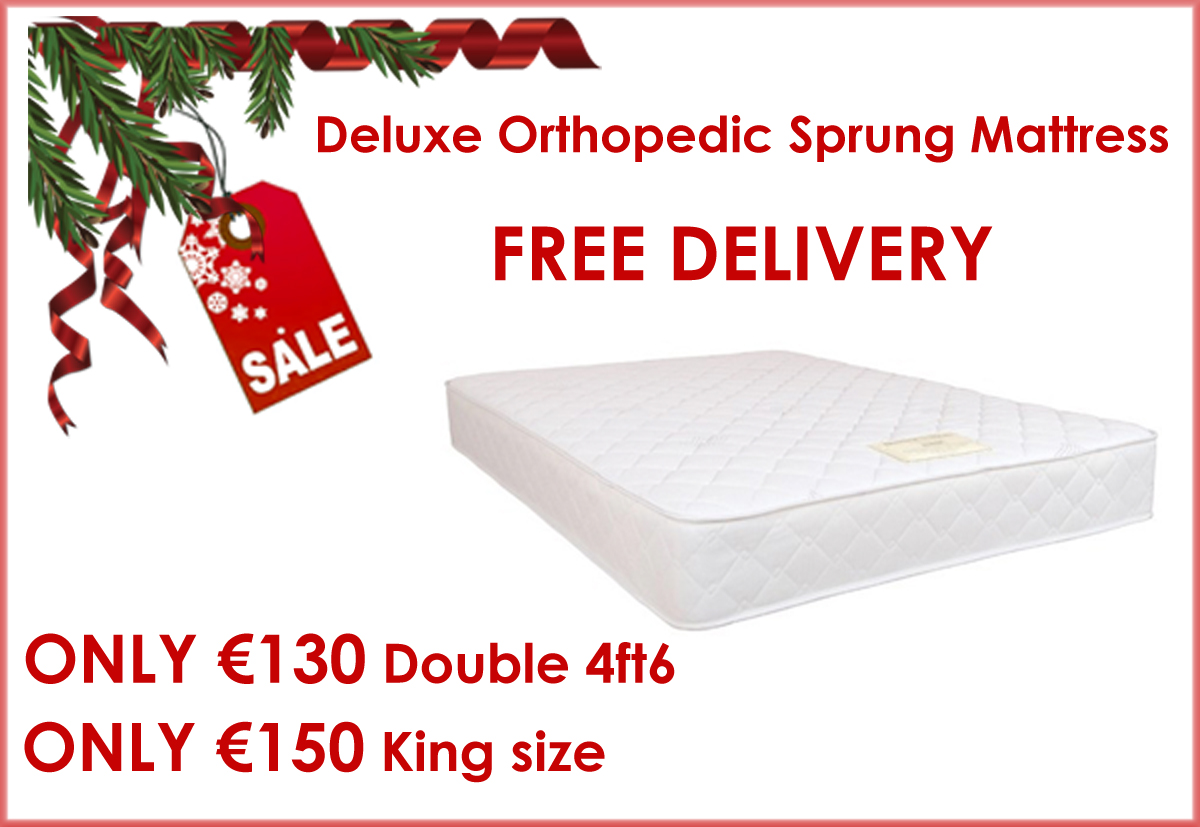 Deluxe Orthopedic Sprung Mattress
FREE DELIVERY
SALE
ONLY €130 Double 4ft6
ONLY €150 King size